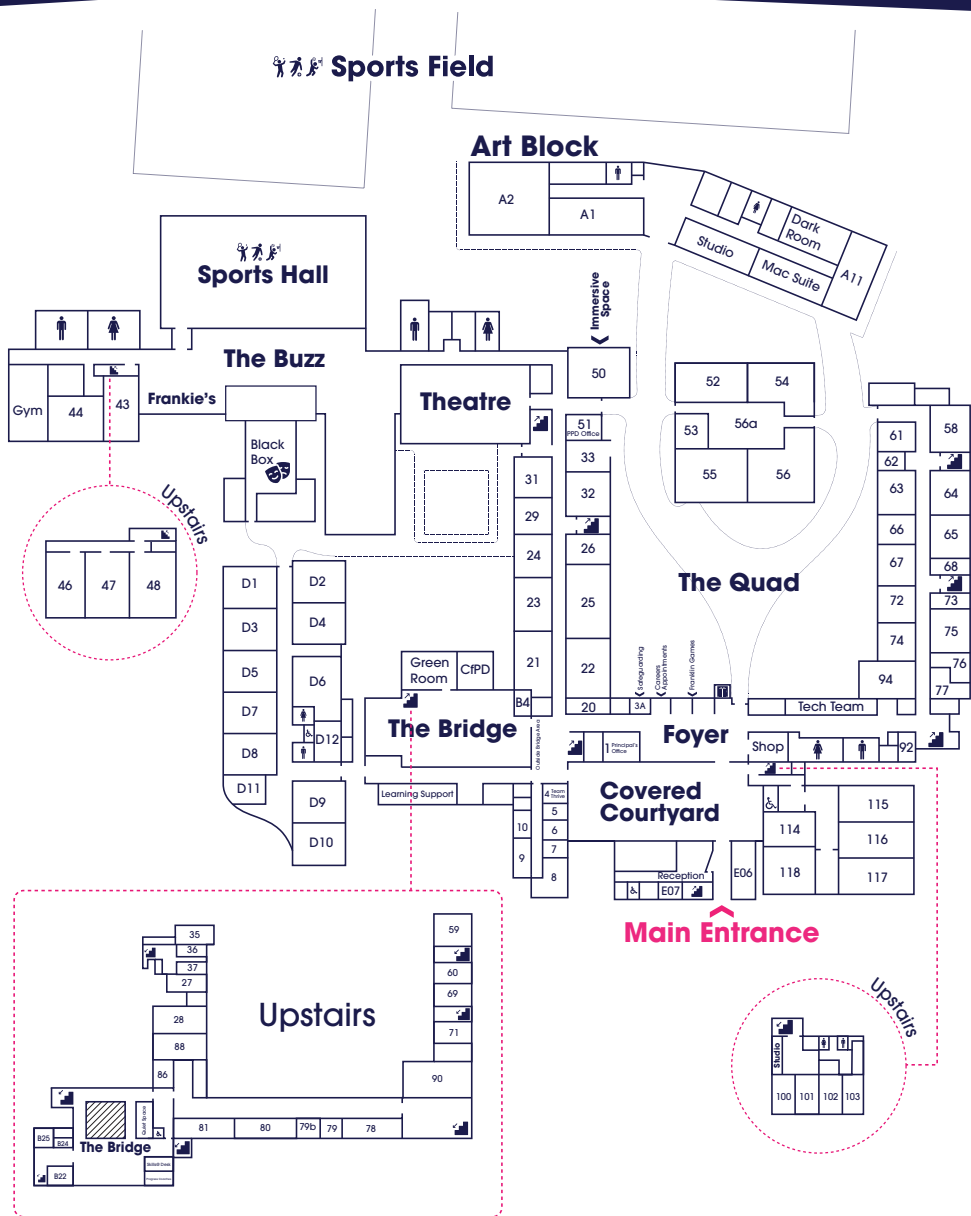 Sports Field
Art Block
A2
A1
Studio
Dark
Room
Mac Suite
A11
Sports Hall
Immersive
Space
The Buzz
Frankie's
Gym
44
43
Black
Box
Theatre
50
51
PPD Office
33
32
31
29
24
23
21
B4
26
25
22
20
52
54
53
56a
55
56
61
62
63
66
67
72
74
94
58
64
65
68
73
75
76
77
The Quad
Upstairs
46
47
48
D1
D3
D5
D7
D8
D11
D2
D4
D6
D12
D9
D10
Green
Room
CfPD
The Bridge
Outside Bridge Area
Learning Support
Safeguarding
Careers
Appointments
Franklin Games
3A
1
Principal's
Office
Foyer
Tech Team
Shop
92
Covered
Courtyard
4
Team
Thrive
5
6
7
8
10
9
Reception
E07
E06
114
118
115
116
117
Main Entrance
Upstairs
35
36
37
27
28
88
86
59
60
69
71
90
81
80
79b
79
78
Quiet Space
The Bridge
B25
B24
B22
Upstairs
Studio
100
101
102
103